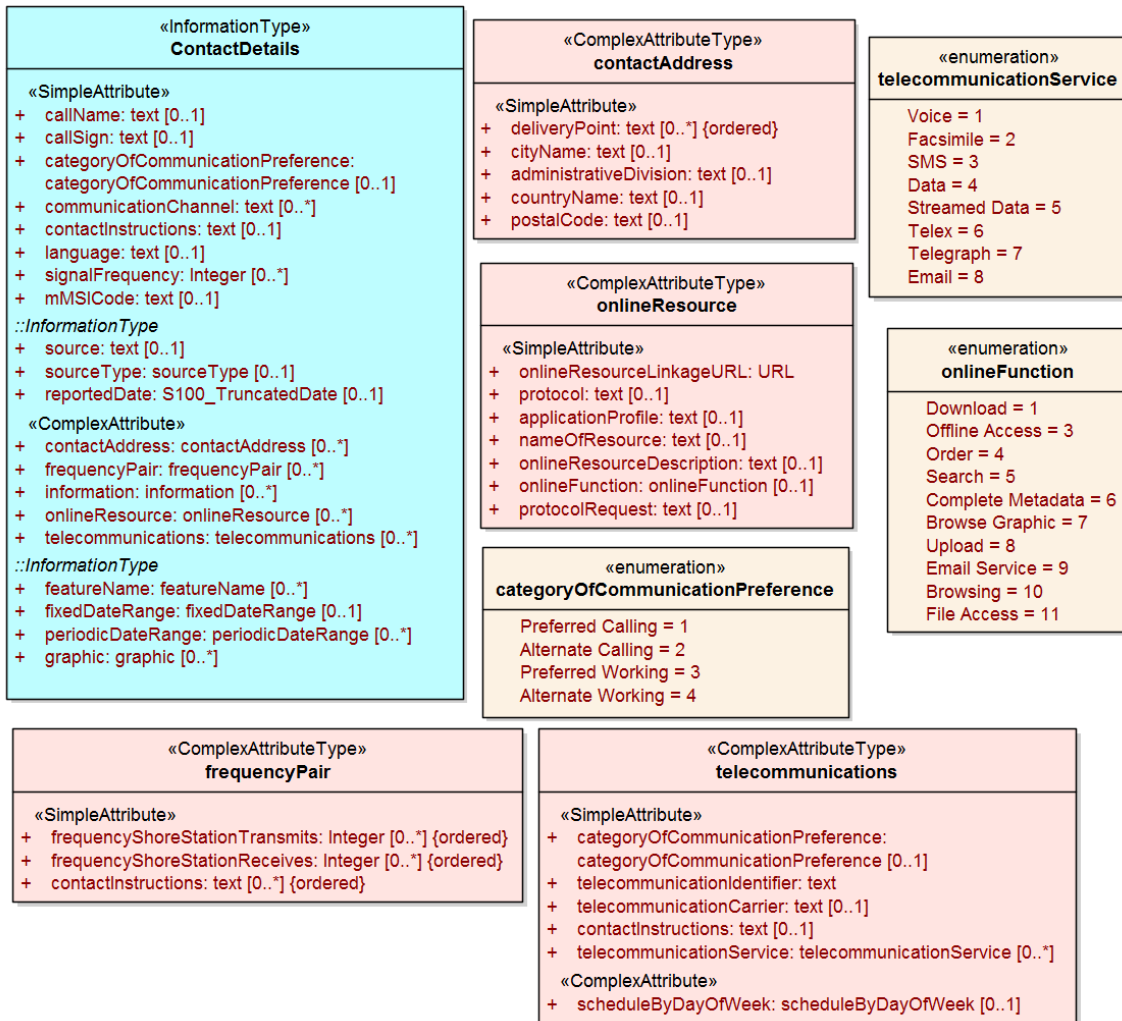 «InformationType»
ContactDetails
«SimpleAttribute»
+ callName: text [0..1]
+ callSign: text [0..1]
+ categoryOfCommunicationPreference:
categoryOfCommunicationPreference [0..1]
+ communicationChannel: text [0..*]
+ contactInstructions: text [0..1]
+ language: text [0..1]
+ signalFrequency: Integer [0..*]
+ mMSICode: text [0..1]
::InformationType
+ source: text [0..1]
+ sourceType: sourceType [0..1]
+ reportedDate: S100_TruncatedDate [0..1]
«ComplexAttribute»
+ contactAddress: contactAddress [0..*]
+ frequencyPair: frequencyPair [0..*]
+ information: information [0..*]
+ onlineResource: onlineResource [0..*]
+ telecommunications: telecommunications [0..*]
::InformationType
+ featureName: featureName [0..*]
+ fixedDateRange: fixedDateRange [0..1]
+ periodicDateRange: periodicDateRange [0..*]
+ graphic: graphic [0..*]
«ComplexAttributeType»
contactAddress
«SimpleAttribute»
+ deliveryPoint: text [0..*] {ordered}
+ cityName: text [0..1]
+ administrativeDivision: text [0..1]
+ countryName: text [0..1]
+ postalCode: text [0..1]
«enumeration»
telecommunicationService
Voice = 1
Facsimile = 2
SMS = 3
Data = 4
Streamed Data = 5
Telex = 6
Telegraph = 7
Email = 8
«ComplexAttributeType»
onlineResource
«SimpleAttribute»
+ onlineResourceLinkageURL: URL
+ protocol: text [0..1]
+ applicationProfile: text [0..1]
+ nameOfResource: text [0..1]
+ onlineResourceDescription: text [0..1]
+ onlineFunction: onlineFunction [0..1]
+ protocolRequest: text [0..1]
«enumeration»
onlineFunction
Download = 1
Offline Access = 3
Order = 4
Search = 5
Complete Metadata = 6
Browse Graphic = 7
Upload = 8
Email Service = 9
Browsing = 10
File Access = 11
«enumeration»
categoryOfCommunicationPreference
Preferred Calling = 1
Alternate Calling = 2
Preferred Working = 3
Alternate Working = 4
«ComplexAttributeType»
frequencyPair
«SimpleAttribute»
+ frequencyShoreStationTransmits: Integer [0..*] {ordered}
+ frequencyShoreStationReceives: Integer [0..*] {ordered}
+ contactInstructions: text [0..*] {ordered}
«ComplexAttributeType»
telecommunications
«SimpleAttribute»
+ categoryOfCommunicationPreference:
categoryOfCommunicationPreference [0..1]
+ telecommunicationIdentifier: text
+ telecommunicationCarrier: text [0..1]
+ contactInstructions: text [0..1]
+ telecommunicationService: telecommunicationService [0..*]
«ComplexAttribute»
+ scheduleByDayOfWeek: scheduleByDayOfWeek [0..1]